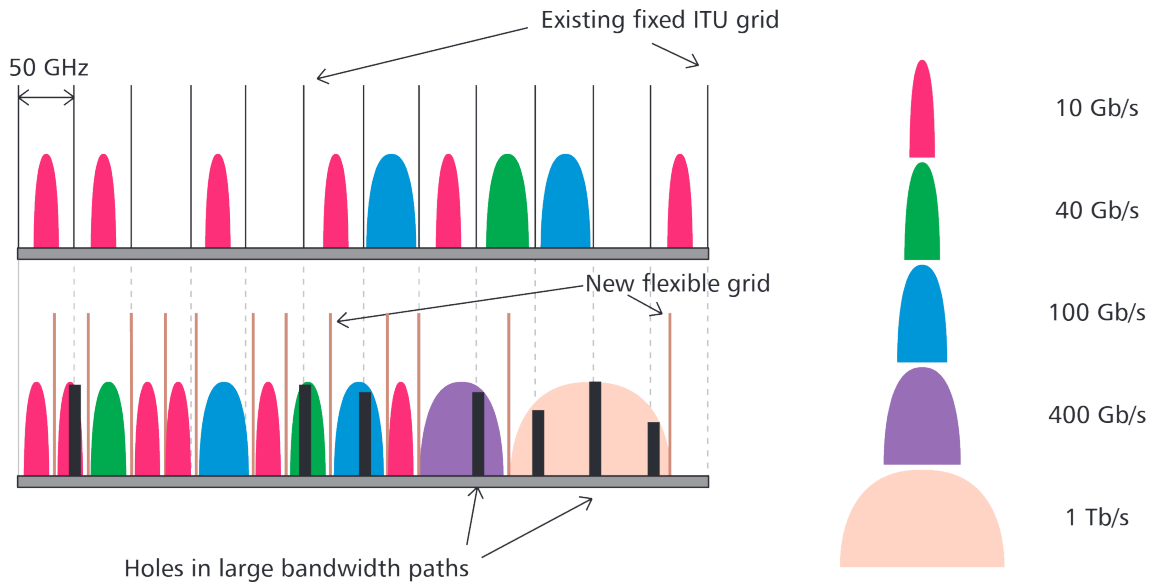 Existing fixed ITU grid
50 GHz
10 Gb/s
40 Gb/s
New flexible grid
100 Gb/s
400 Gb/s
1 Tb/s
Holes in large bandwidth paths